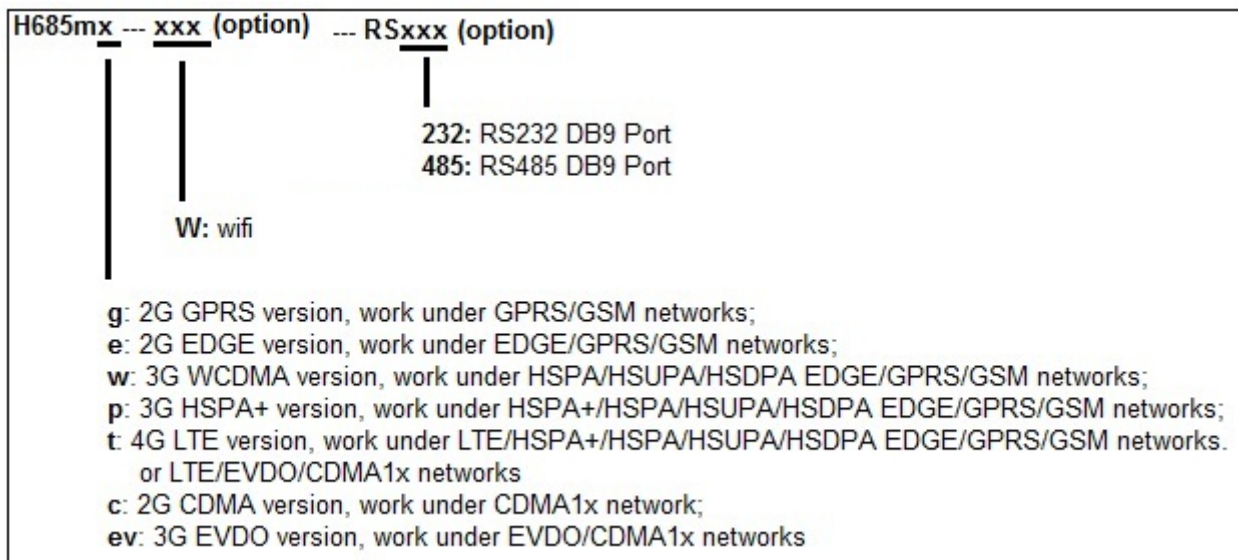 H685mx --- xxx (option) --- RSxxx (option)
232: RS232 DB9 Port
485: RS485 DB9 Port
W: wifi
g: 2G GPRS version, work under GPRS/GSM networks;
e: 2G EDGE version, work under EDGE/GPRS/GSM networks;
w: 3G WCDMA version, work under HSPA/HSUPA/HSDPA EDGE/GPRS/GSM networks;
p: 3G HSPA+ version, work under HSPA+/HSPA/HSUPA/HSDPA EDGE/GPRS/GSM networks;
t: 4G LTE version, work under LTE/HSPA+/HSPA/HSUPA/HSDPA EDGE/GPRS/GSM networks.
or LTE/EVDO/CDMA1x networks
c: 2G CDMA version, work under CDMA1x network;
ev: 3G EVDO version, work under EVDO/CDMA1x networks